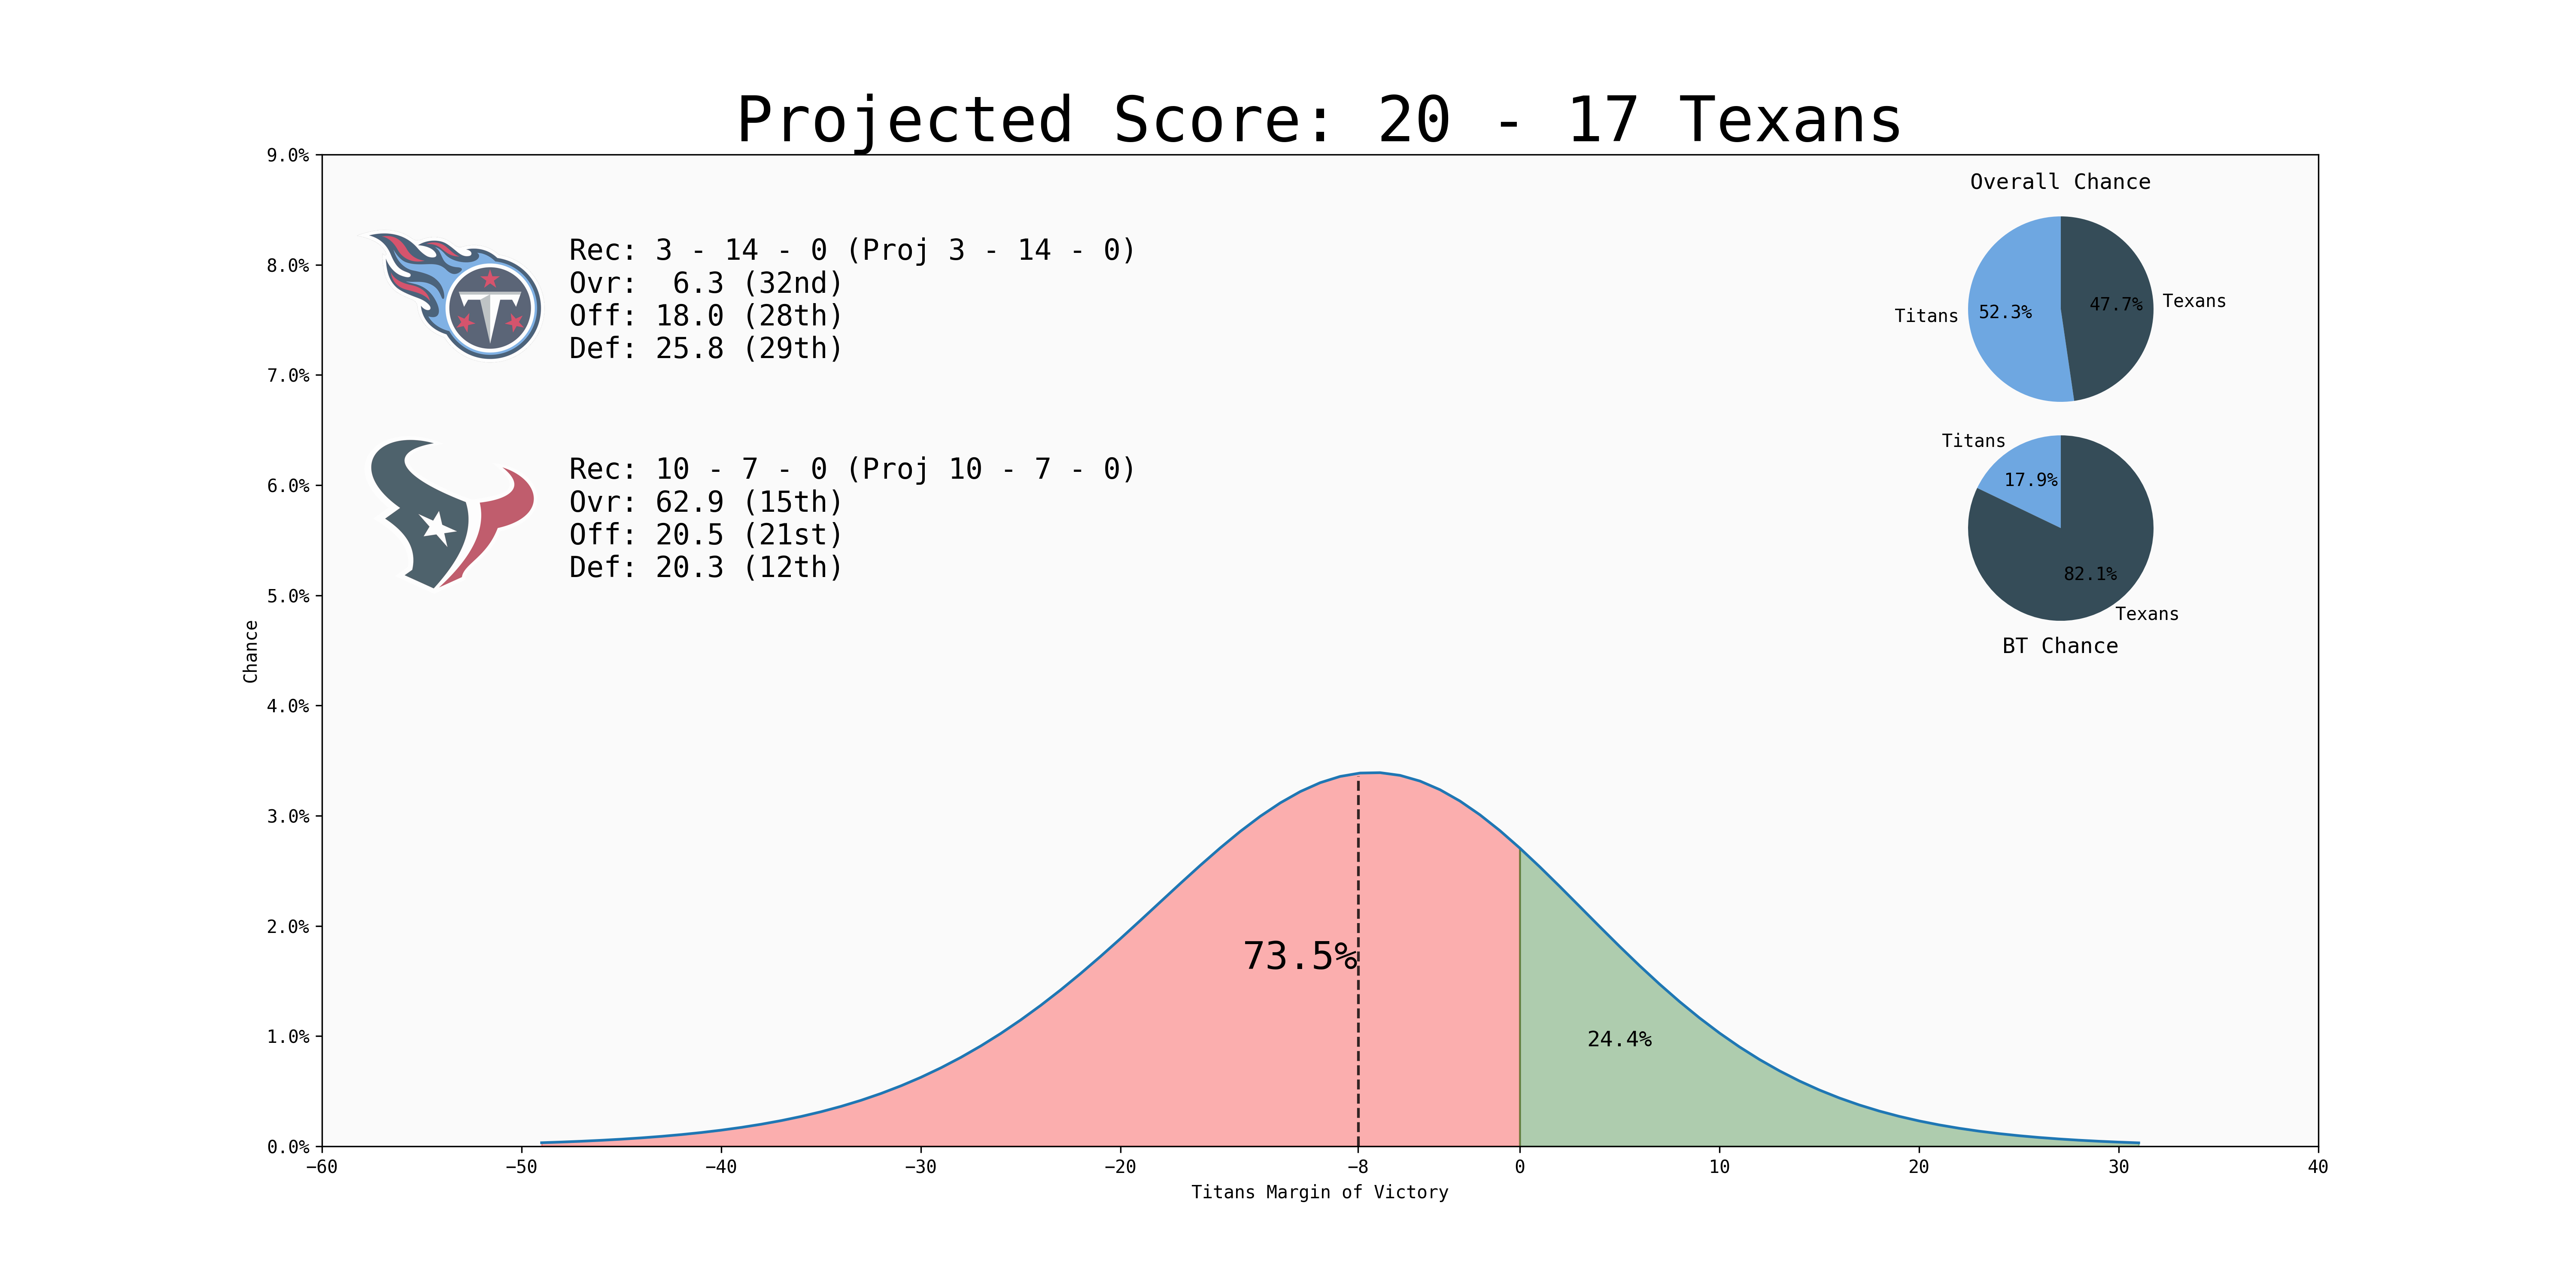 Projected Score: 20 - 17 Texans
Rec: 3 - 14 - 0 (Proj 3 - 14 - 0)
Ovr:  6.3 (32nd)
Off: 18.0 (28th)
Def: 25.8 (29th)
Rec: 10 - 7 - 0 (Proj 10 - 7 - 0)
Ovr: 62.9 (15th)
Off: 20.5 (21st)
Def: 20.3 (12th)
Overall Chance
Titans
52.3%
47.7%
Texans
Titans
17.9%
82.1%
Texans
BT Chance
Chance
9.0%
8.0%
7.0%
6.0%
5.0%
4.0%
3.0%
2.0%
1.0%
0.0%
73.5%
24.4%
−60
−50
−40
−30
−20
−8
0
10
20
30
40
Titans Margin of Victory